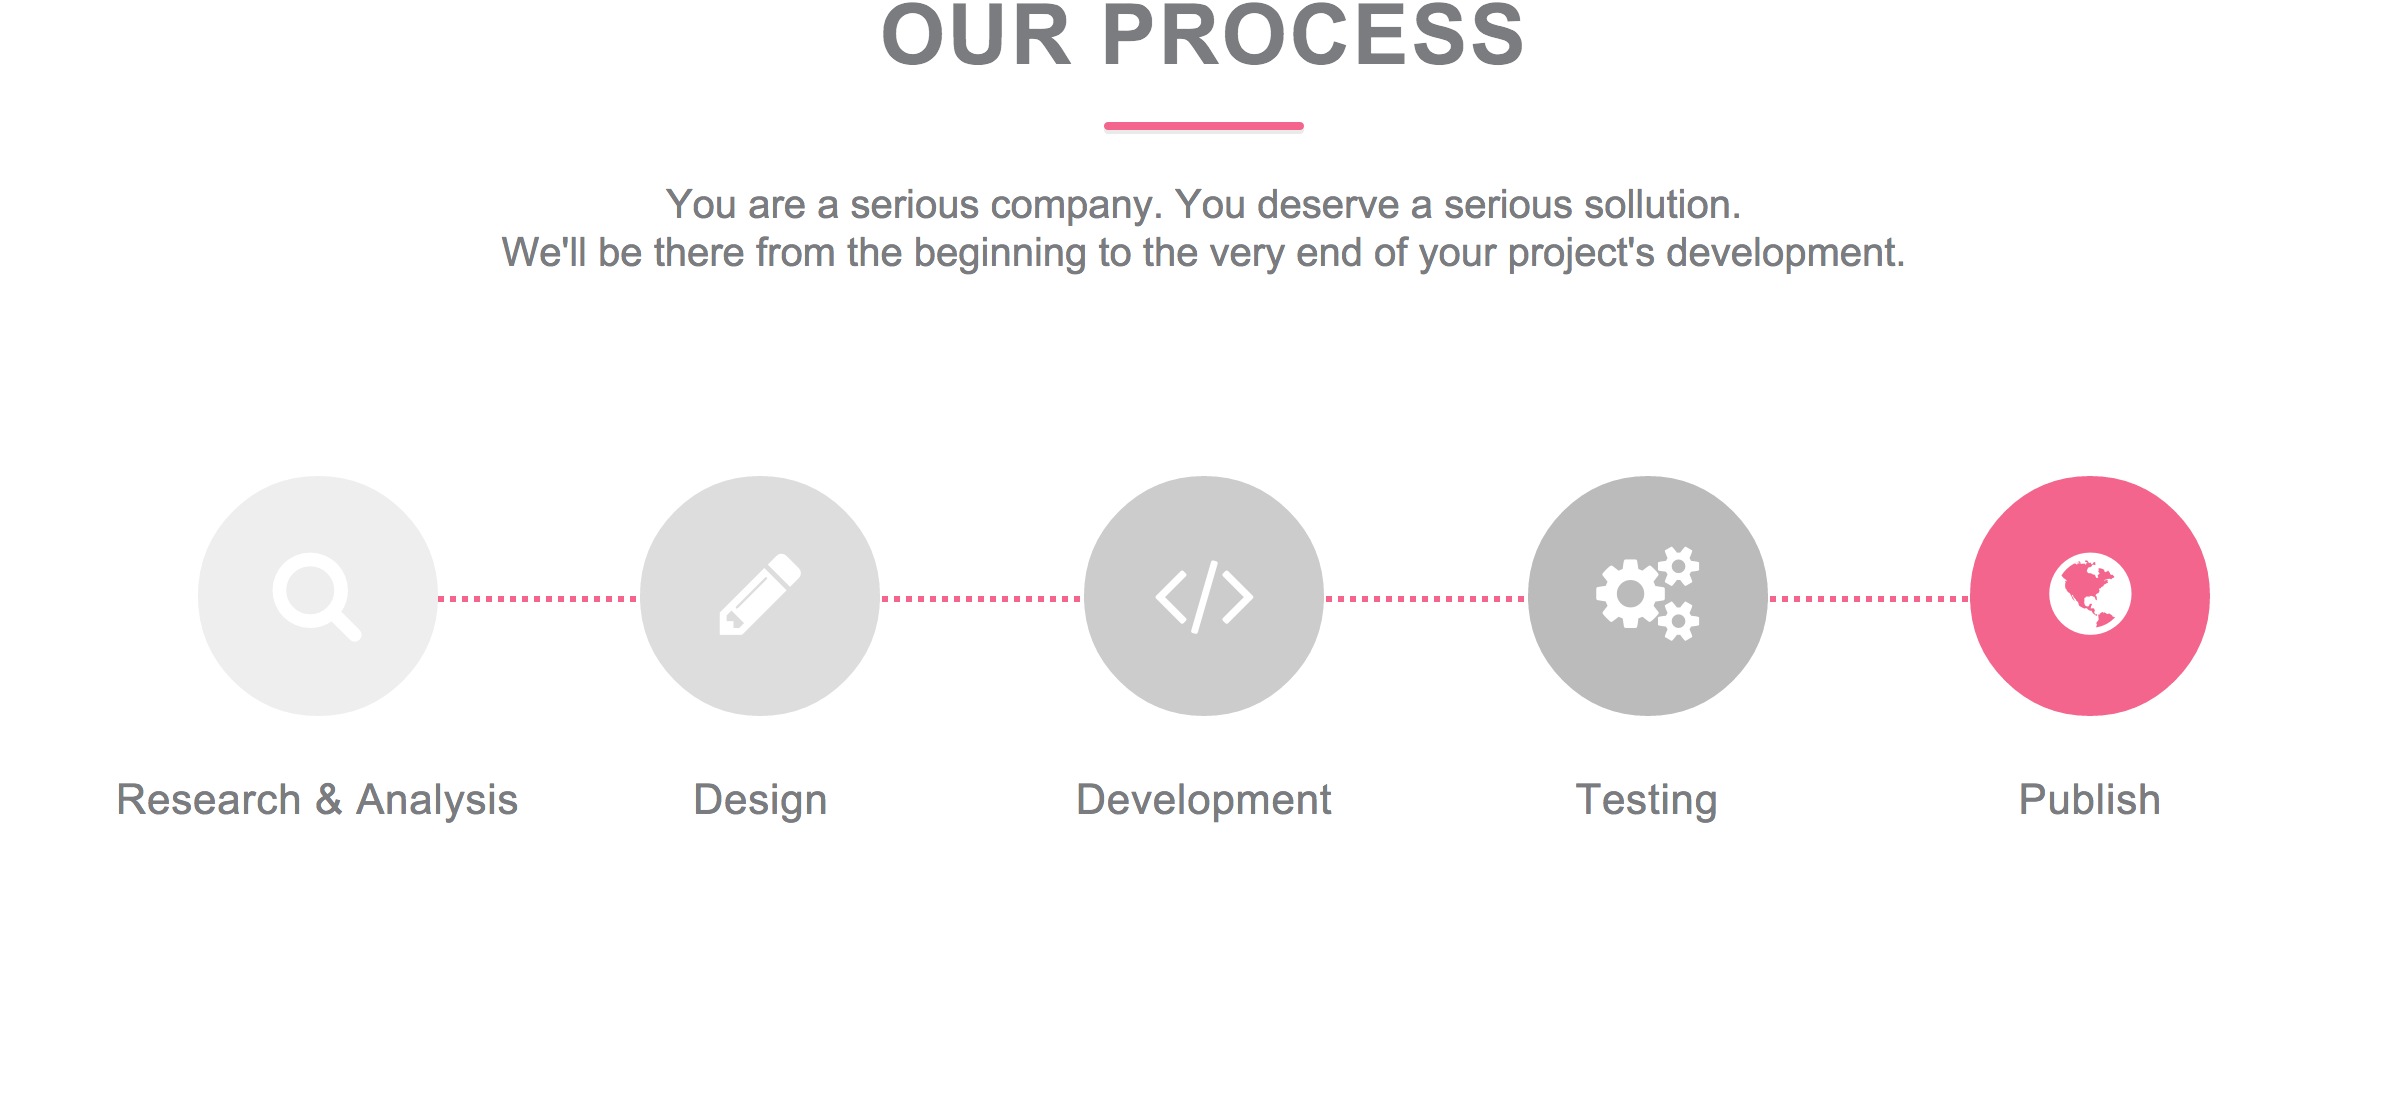 OUR PROCESS
You are a serious company. You deserve a serious sollution.
We'll be there from the beginning to the very end of your project's development.
Research & Analysis
Design
Development
Testing
Publish